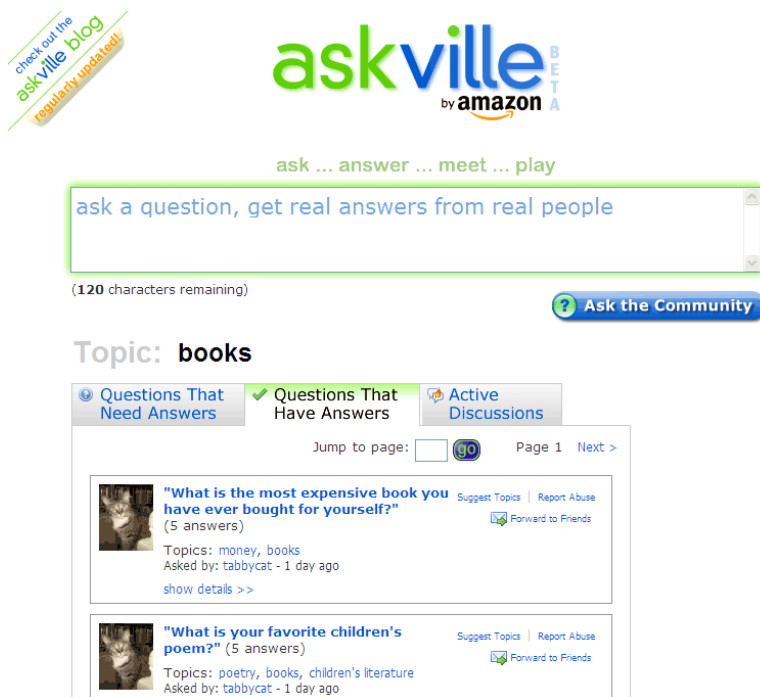 check out the
askville blog
regularly updated!
askville BETA
by amazon
ask ... answer ... meet ... play
ask a question, get real answers from real people
(120 characters remaining)
? Ask the Community
Topic: books
Questions That Need Answers
Questions That Have Answers
Active Discussions
Jump to page: go Page 1 Next >
"What is the most expensive book you
have ever bought for yourself?"
(5 answers)
Suggest Topics | Report Abuse
Forward to Friends
Topics: money, books
Asked by: tabbycat - 1 day ago
show details >>
"What is your favorite children's
poem?" (5 answers)
Suggest Topics | Report Abuse
Forward to Friends
Topics: poetry, books, children's literature
Asked by: tabbycat - 1 day ago